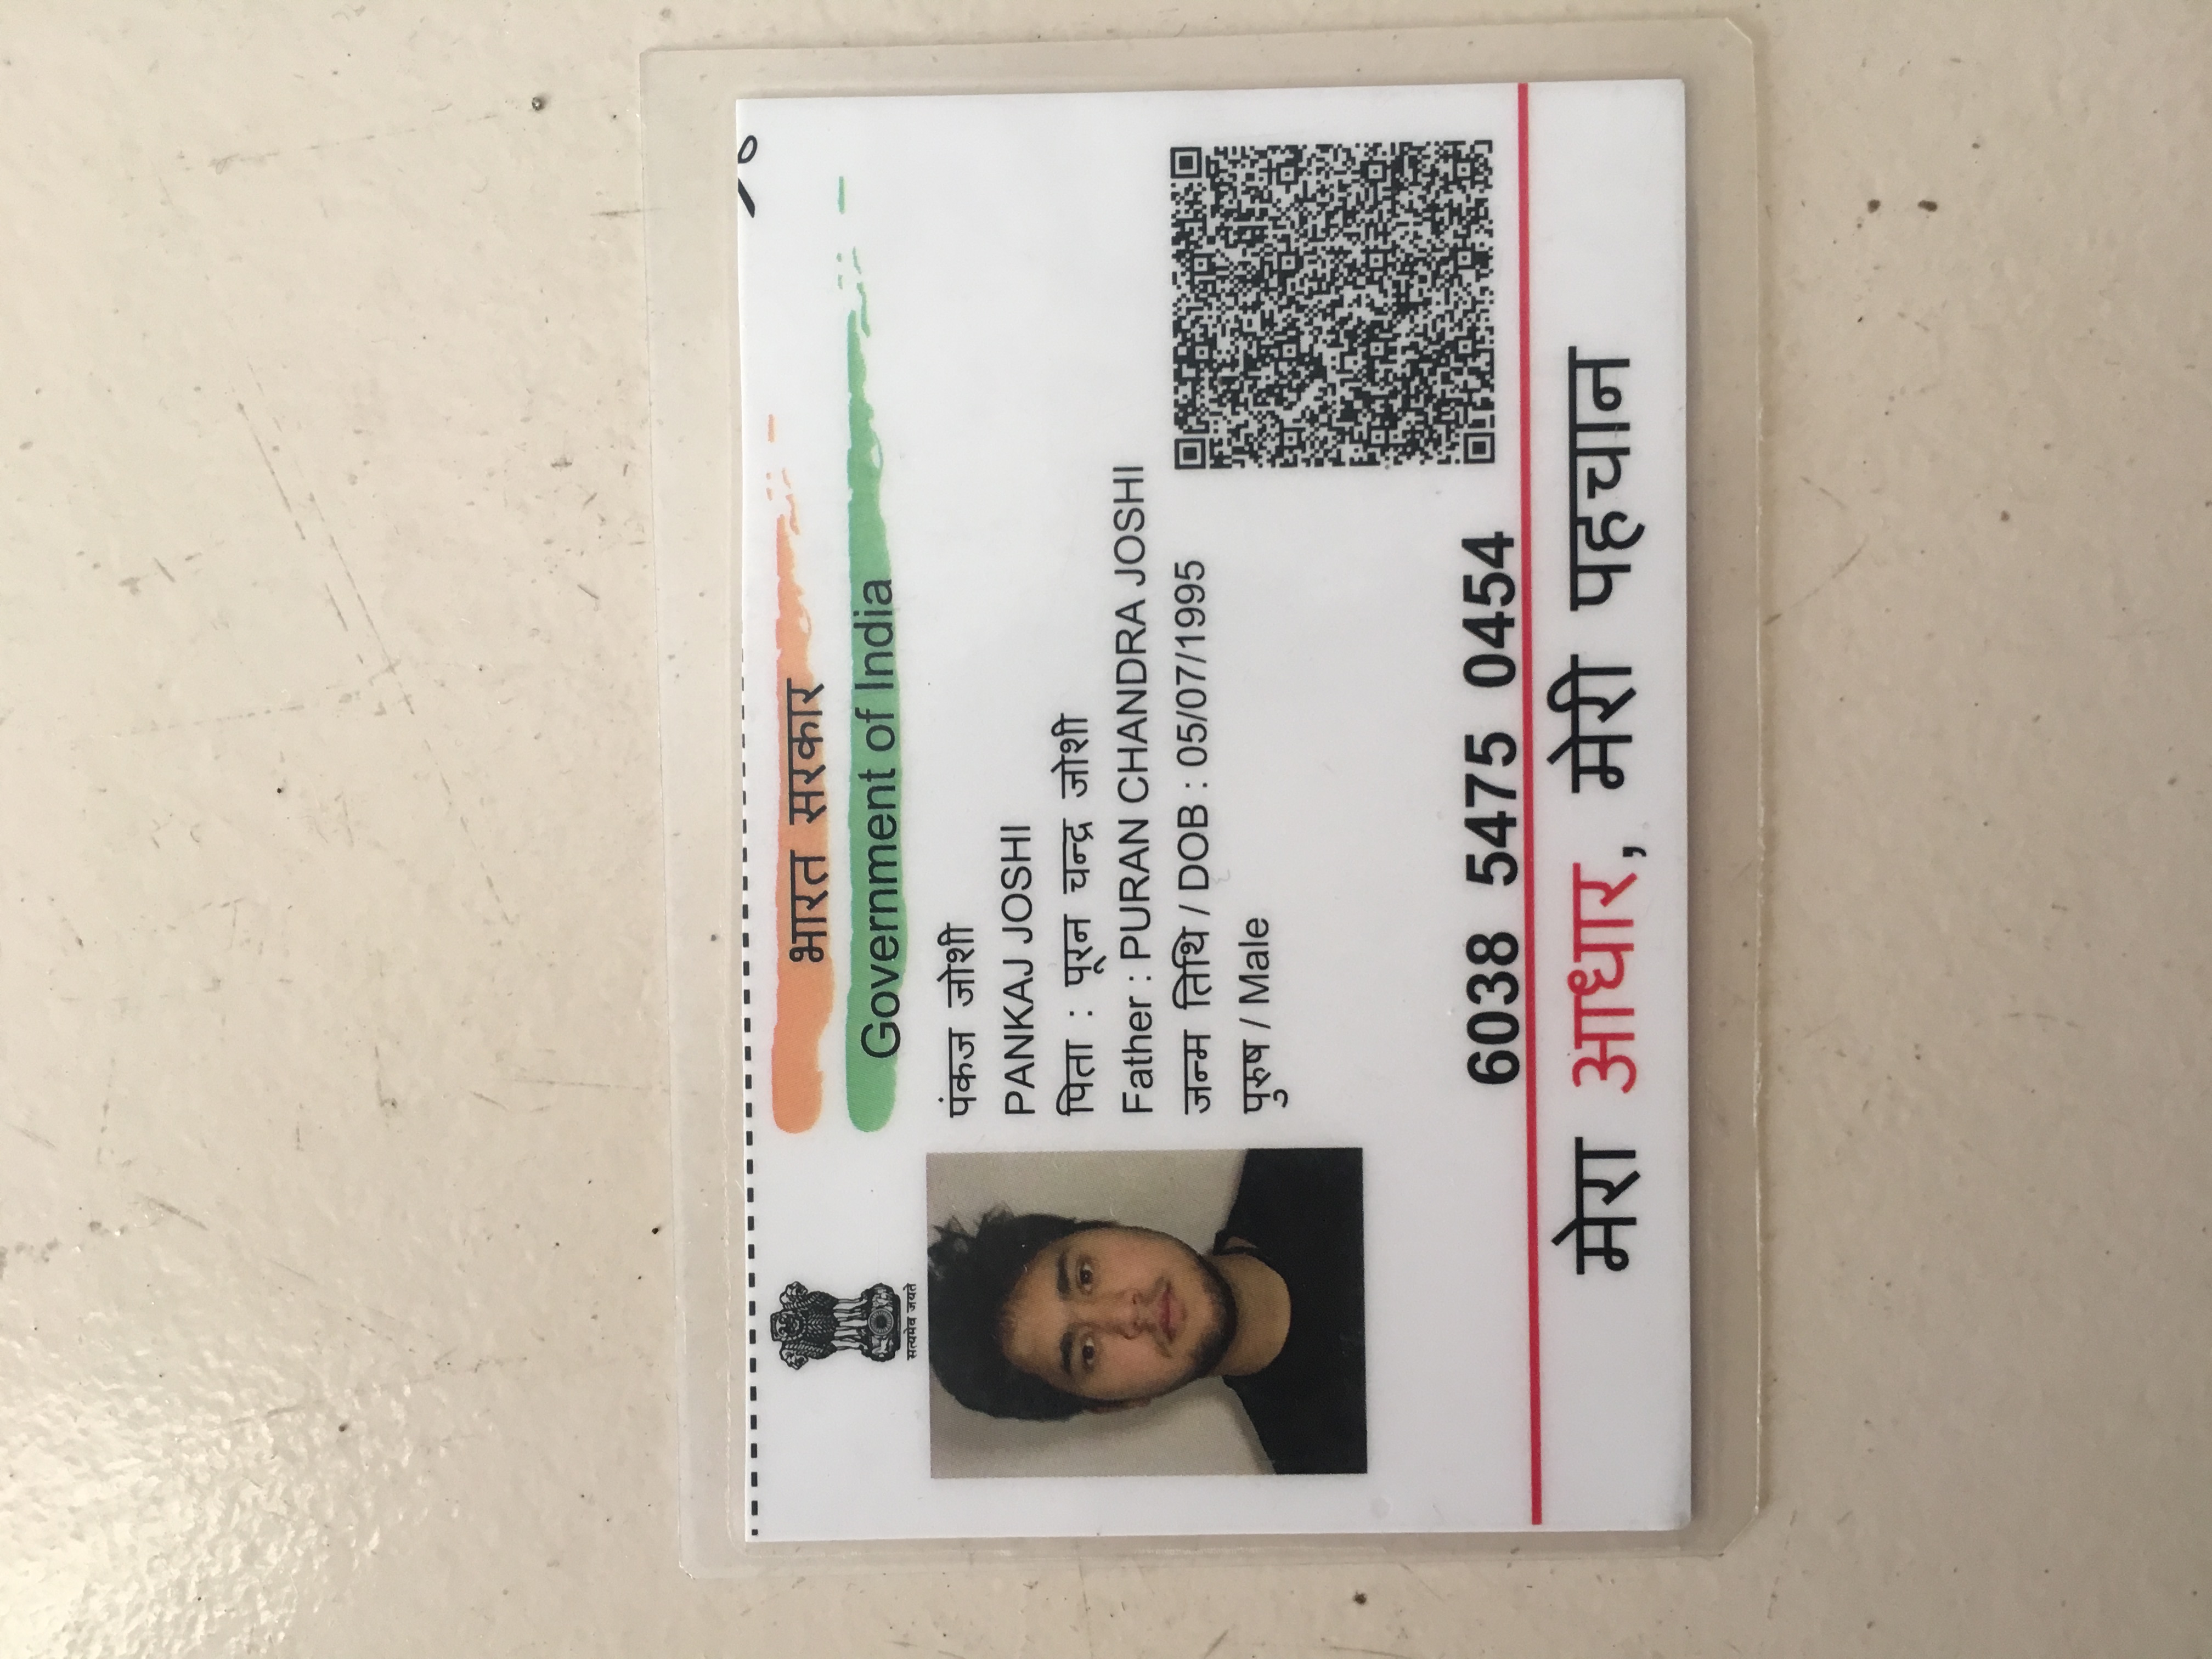 भारत सरकार
Government of India
सत्यमेव जयते
पंकज जोशी
PANKAJ JOSHI
पिता : पूरन चन्द्र जोशी
Father : PURAN CHANDRA JOSHI
जन्म तिथि / DOB : 05/07/1995
पुरुष / Male
6038 5475 0454
मेरा आधार, मेरी पहचान